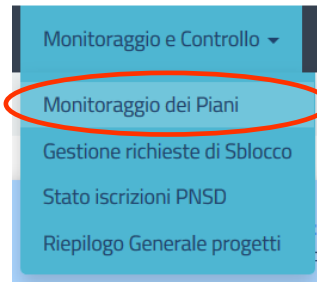 Monitoraggio e Controllo
Monitoraggio dei Piani
Gestione richieste di Sblocco
Stato iscrizioni PNSD
Riepilogo Generale progetti